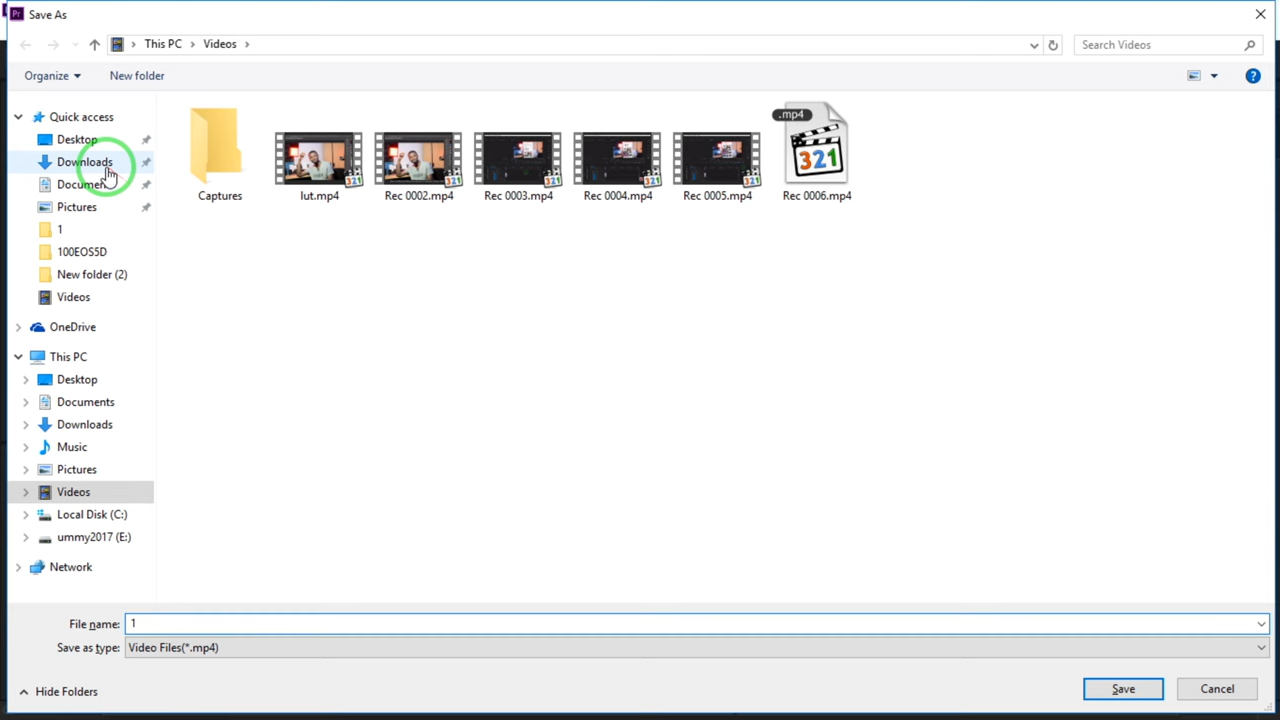 Pr Save As
This PC > Videos >
Search Videos
Organize
New folder
?
Quick access
Desktop
Downloads
Documen
Pictures
1
100EOS5D
New folder (2)
Videos
OneDrive
This PC
Desktop
Documents
Downloads
Music
Pictures
Videos
Local Disk (C:)
ummy2017 (E:)
Network
.mp4
321
Captures
lut.mp4
Rec 0002.mp4
Rec 0003.mp4
Rec 0004.mp4
Rec 0005.mp4
Rec 0006.mp4
File name: 1
Save as type: Video Files(*.mp4)
Hide Folders
Save
Cancel